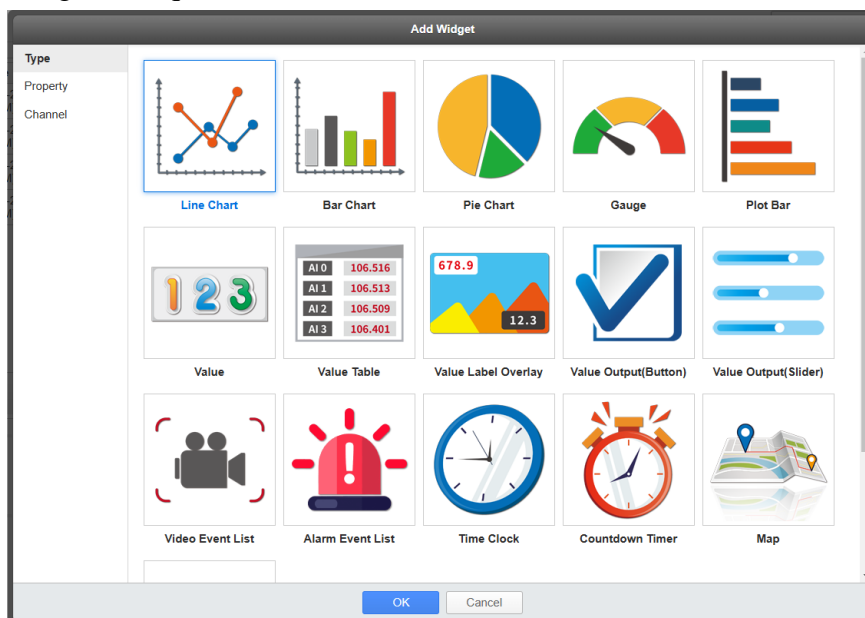 Add Widget
Type
Property
Channel
Line Chart
Bar Chart
Pie Chart
Gauge
Plot Bar
1 2 3
AI 0 106.516
AI 1 106.513
AI 2 106.509
AI 3 106.401
678.9
12.3
Value
Value Table
Value Label Overlay
Value Output(Button)
Value Output(Slider)
Video Event List
Alarm Event List
Time Clock
Countdown Timer
Map
OK
Cancel